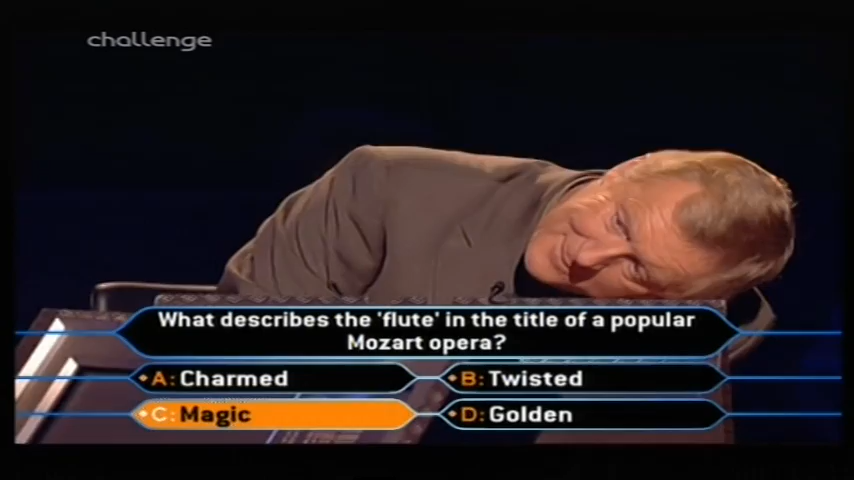 challenge
What describes the 'flute' in the title of a popular
Mozart opera?
A: Charmed
B: Twisted
C: Magic
D: Golden